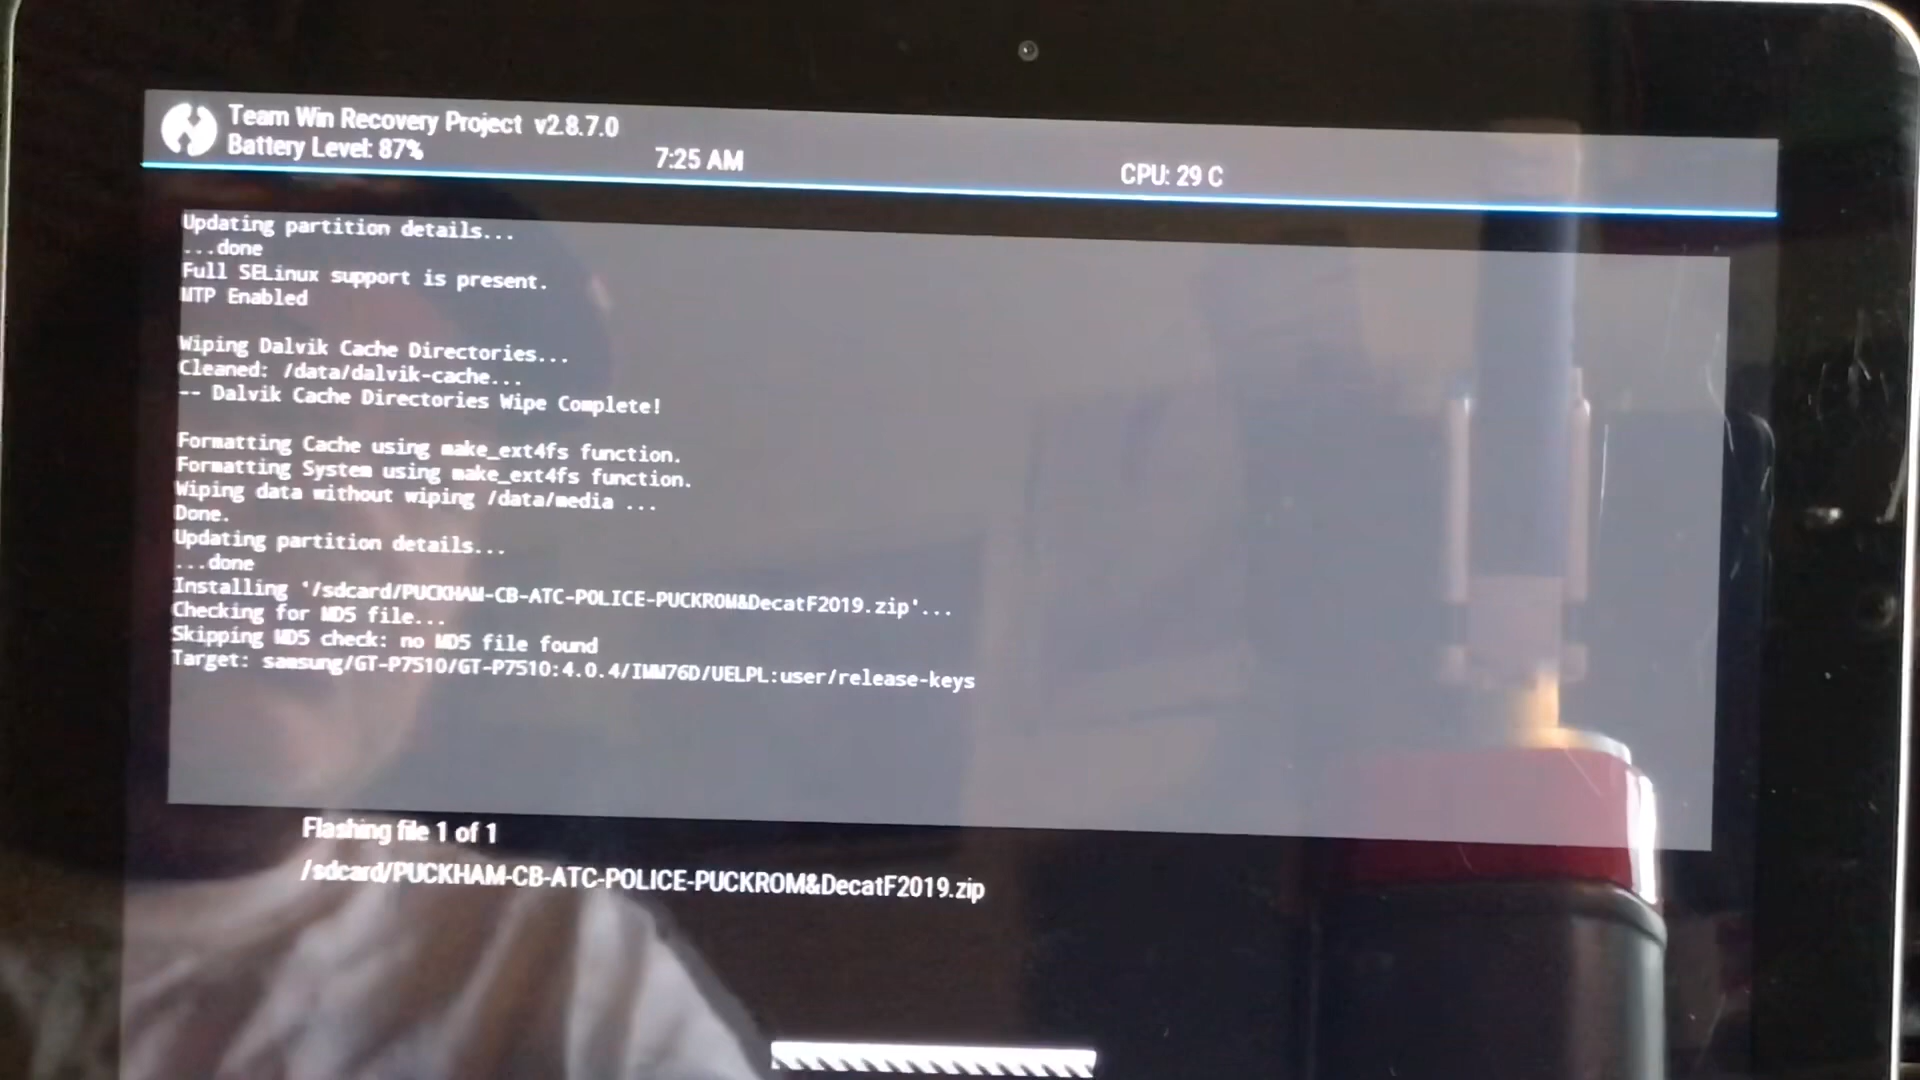 Team Win Recovery Project v2.8.7.0
Battery Level: 87%
7:25 AM
CPU: 29 C
Updating partition details...
...done
Full SELinux support is present.
MTP Enabled
Wiping Dalvik Cache Directories...
Cleaned: /data/dalvik-cache...
-- Dalvik Cache Directories Wipe Complete!
Formatting Cache using make_ext4fs function.
Formatting System using make_ext4fs function.
Wiping data without wiping /data/media ...
Done.
Updating partition details...
...done
Installing '/sdcard/PUCKHAM-CB-ATC-POLICE-PUCKROM&DecatF2019.zip'...
Checking for MD5 file...
Skipping MD5 check: no MD5 file found
Target: samsung/GT-P7510/GT-P7510:4.0.4/IMM76D/UELPL:user/release-keys
Flashing file 1 of 1
/sdcard/PUCKHAM-CB-ATC-POLICE-PUCKROM&DecatF2019.zip